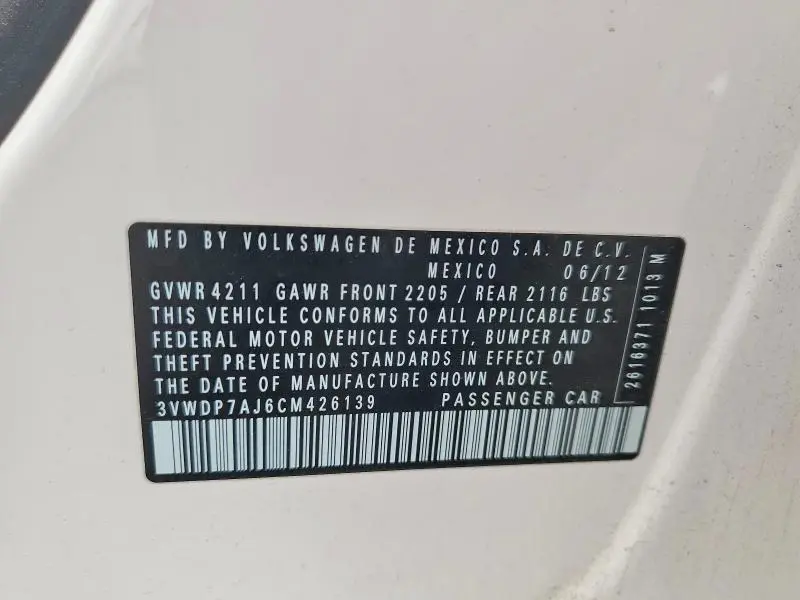 MFD BY VOLKSWAGEN DE MEXICO S.A. DE C.V.
MEXICO 06/12
GVWR 4211 GAWR FRONT 2205 / REAR 2116 LBS
THIS VEHICLE CONFORMS TO ALL APPLICABLE U.S.
FEDERAL MOTOR VEHICLE SAFETY, BUMPER AND
THEFT PREVENTION STANDARDS IN EFFECT ON
THE DATE OF MANUFACTURE SHOWN ABOVE.
3VWDP7AJ6CM426139 PASSENGER CAR
2616371 1013 M